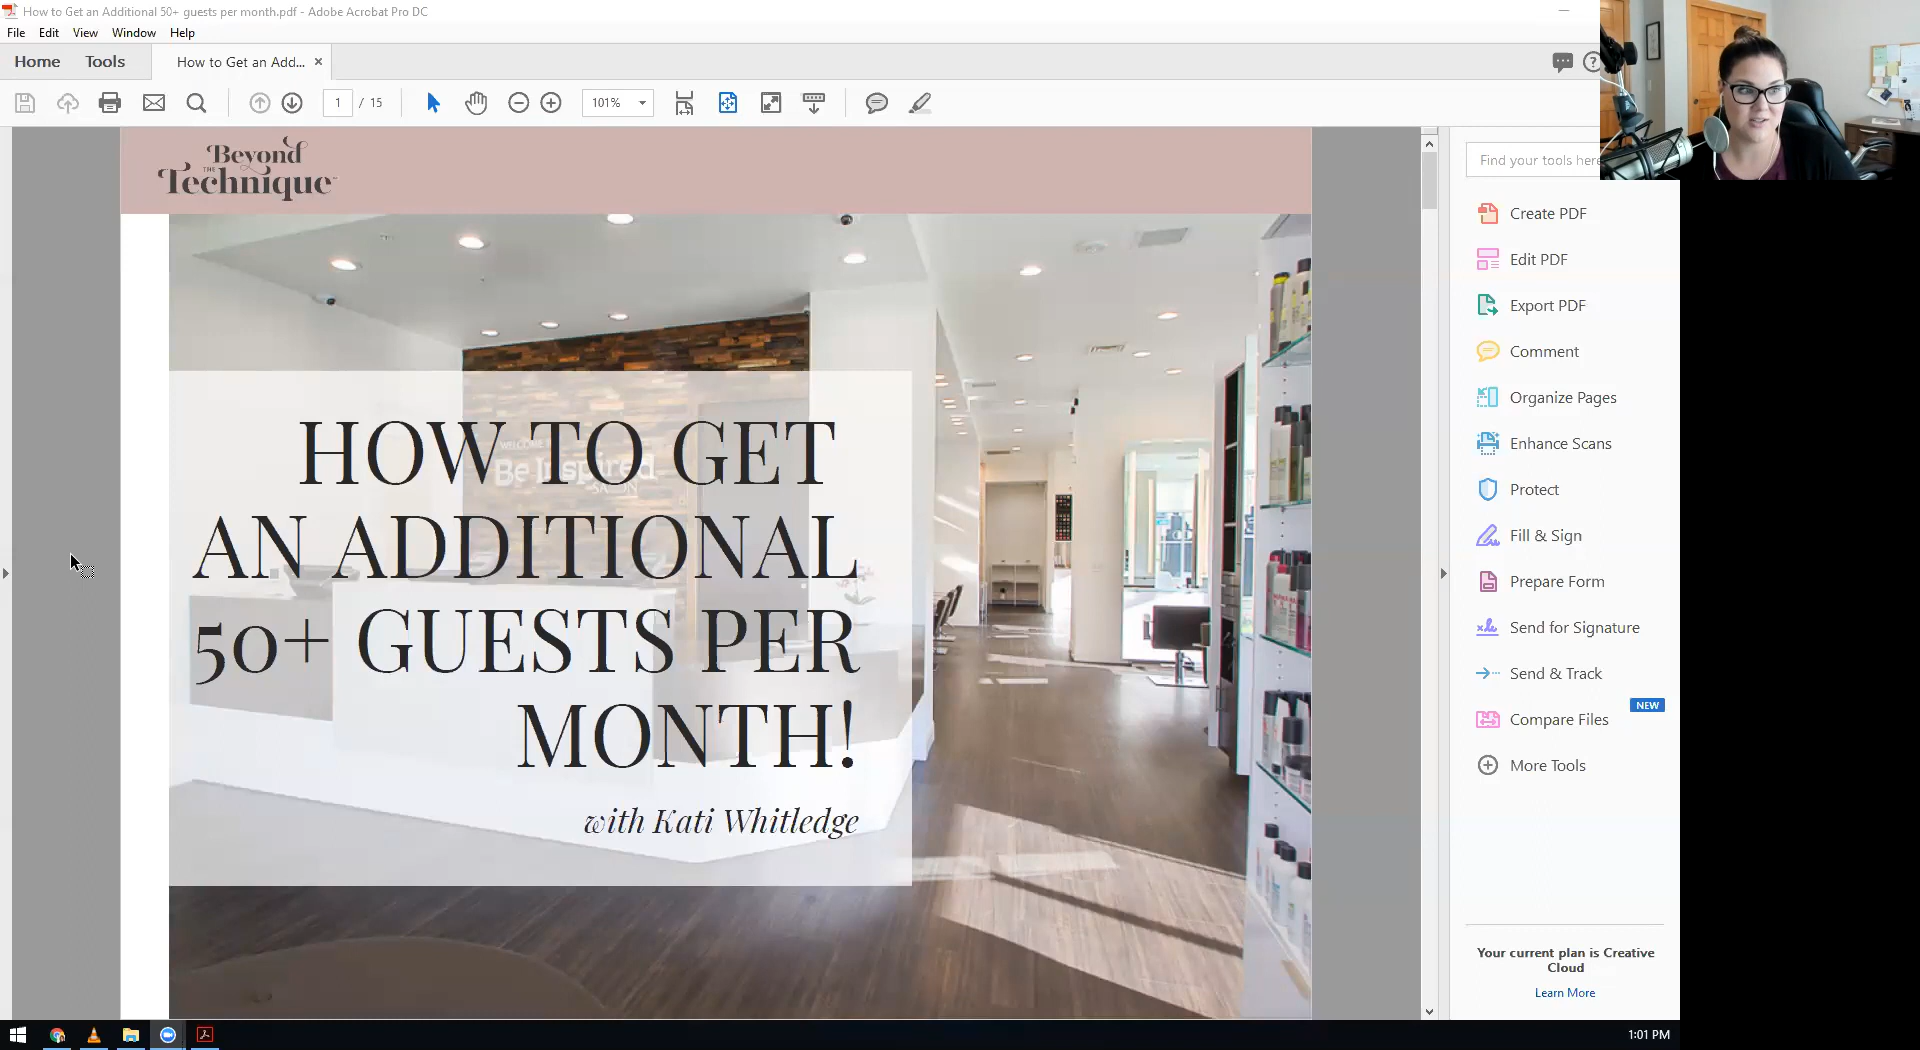 How to Get an Additional 50+ guests per month.pdf - Adobe Acrobat Pro DC
File Edit View Window Help
Home Tools How to Get an Add... ×
1 / 15 101%
Beyond
THE
Technique
Find your tools here
Create PDF
Edit PDF
Export PDF
Comment
Organize Pages
Enhance Scans
Protect
Fill & Sign
Prepare Form
Send for Signature
Send & Track
NEW
Compare Files
More Tools
WELCOME
Be Inspired
SALON
HOW TO GET
AN ADDITIONAL
50+ GUESTS PER
MONTH!
with Kati Whitledge
Your current plan is Creative
Cloud
Learn More
1:01 PM